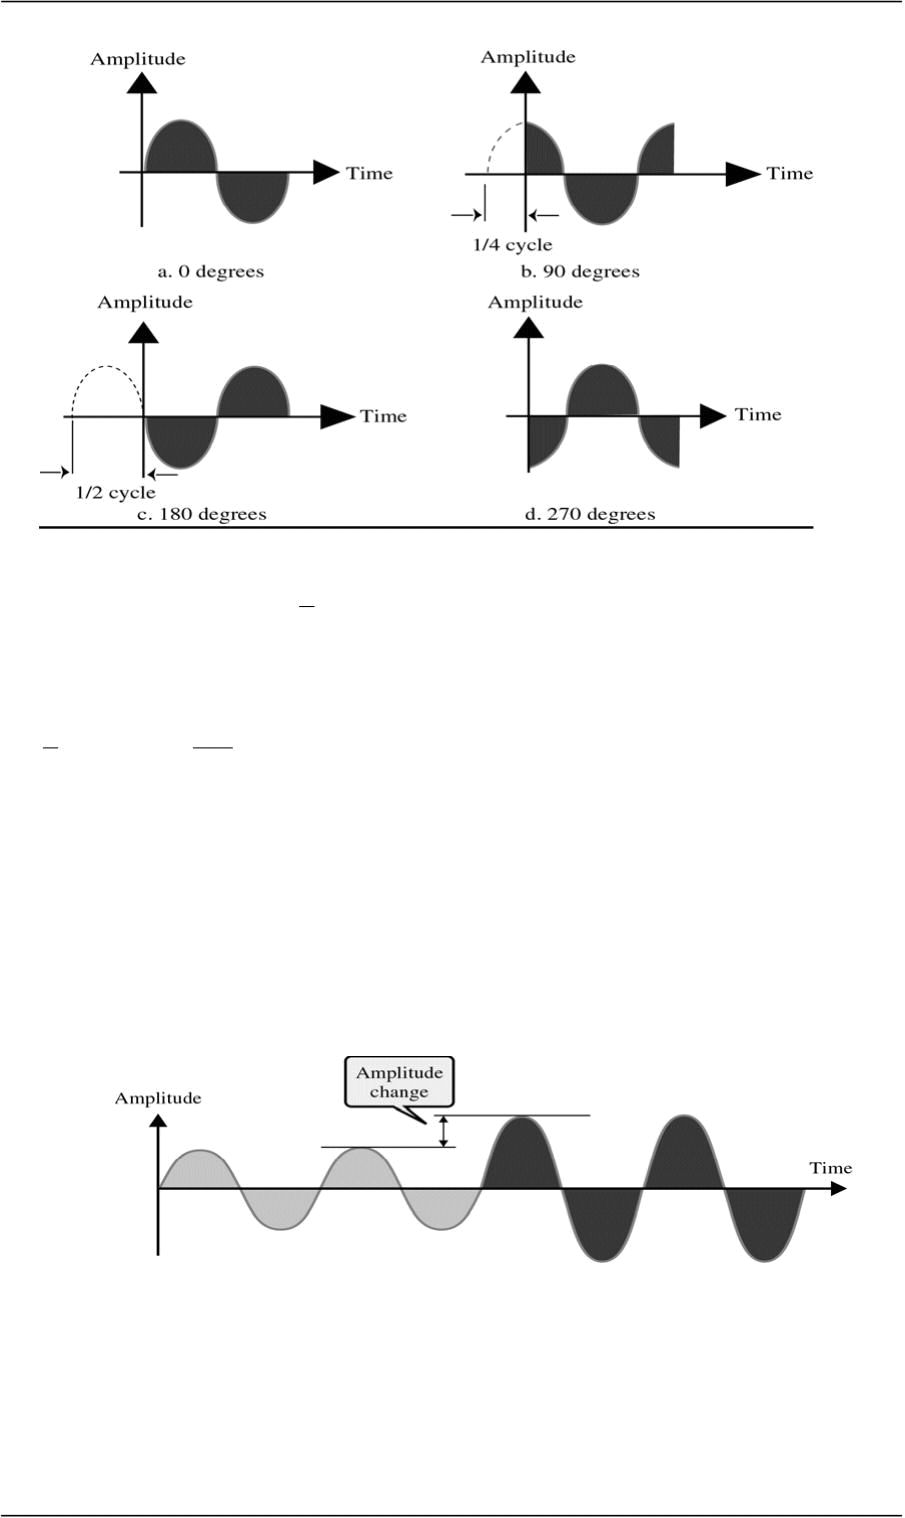 Amplitude
Time
a. 0 degrees
Amplitude
Time
1/4 cycle
b. 90 degrees
Amplitude
Time
1/2 cycle
c. 180 degrees
Amplitude
Time
d. 270 degrees
Amplitude
change
Amplitude
Time